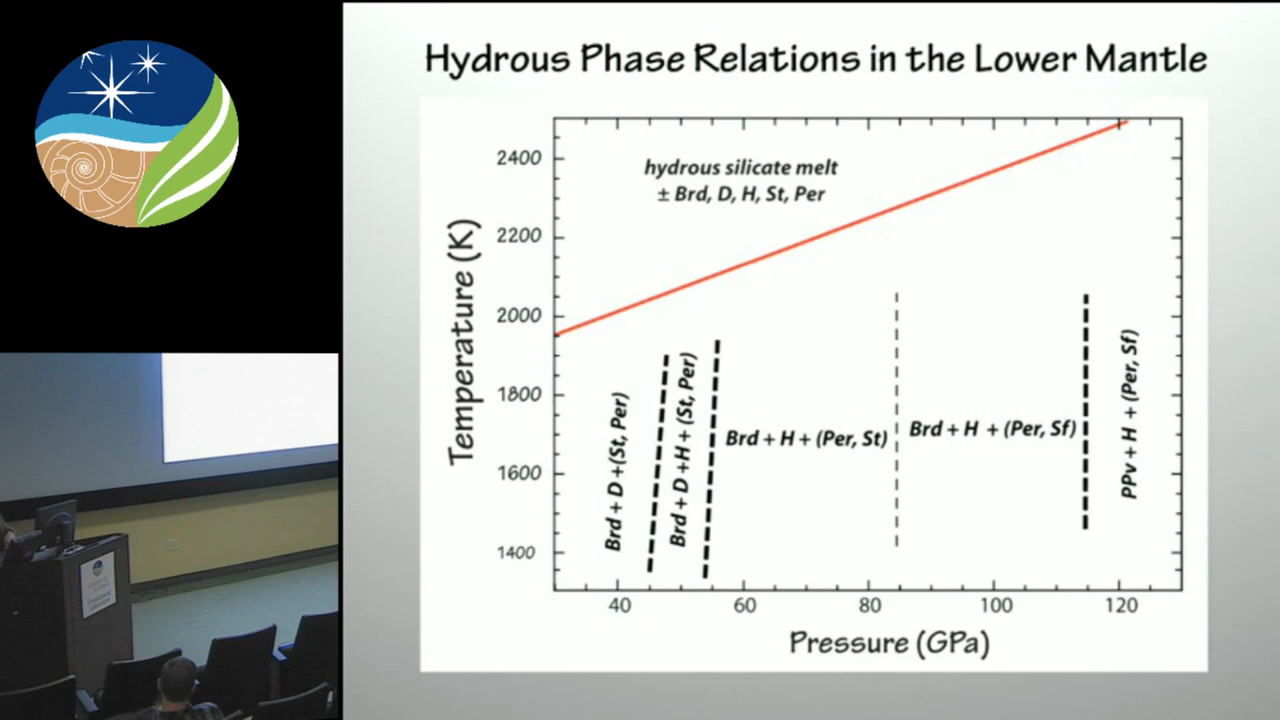 Hydrous Phase Relations in the Lower Mantle
hydrous silicate melt
± Brd, D, H, St, Per
Temperature (K)
2400
2200
2000
1800
1600
1400
Brd + D +(St, Per)
Brd + D +H + (St, Per)
Brd + H + (Per, St)
Brd + H + (Per, Sf)
PPv + H + (Per, Sf)
40
60
80
100
120
Pressure (GPa)